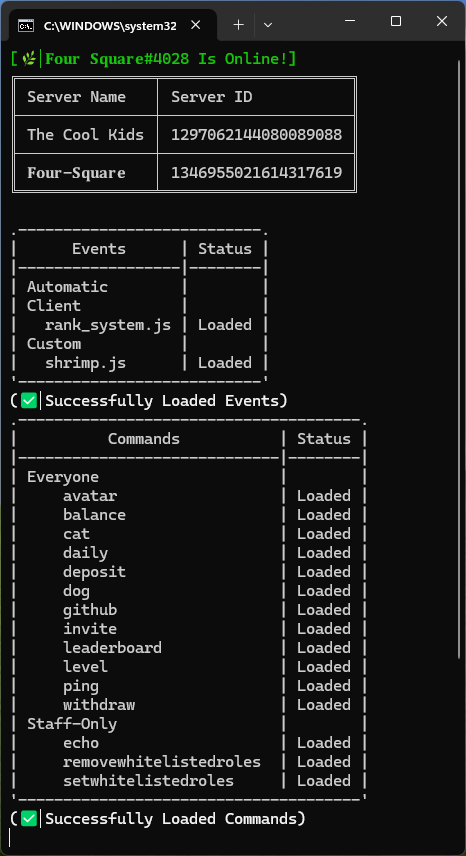 C:\WINDOWS\system32
[🌿|𝐅𝐨𝐮𝐫 𝐒𝐪𝐮𝐚𝐫𝐞#4028 Is Online!]
Server Name Server ID
The Cool Kids 1297062144080089088
𝐅𝐨𝐮𝐫-𝐒𝐪𝐮𝐚𝐫𝐞 1346955021614317619
Events | Status
Automatic
Client
rank_system.js | Loaded
Custom
shrimp.js | Loaded
(✅|Successfully Loaded Events)
Commands | Status
Everyone
avatar | Loaded
balance | Loaded
cat | Loaded
daily | Loaded
deposit | Loaded
dog | Loaded
github | Loaded
invite | Loaded
leaderboard | Loaded
level | Loaded
ping | Loaded
withdraw | Loaded
Staff-Only
echo | Loaded
removewhitelistedroles | Loaded
setwhitelistedroles | Loaded
(✅|Successfully Loaded Commands)